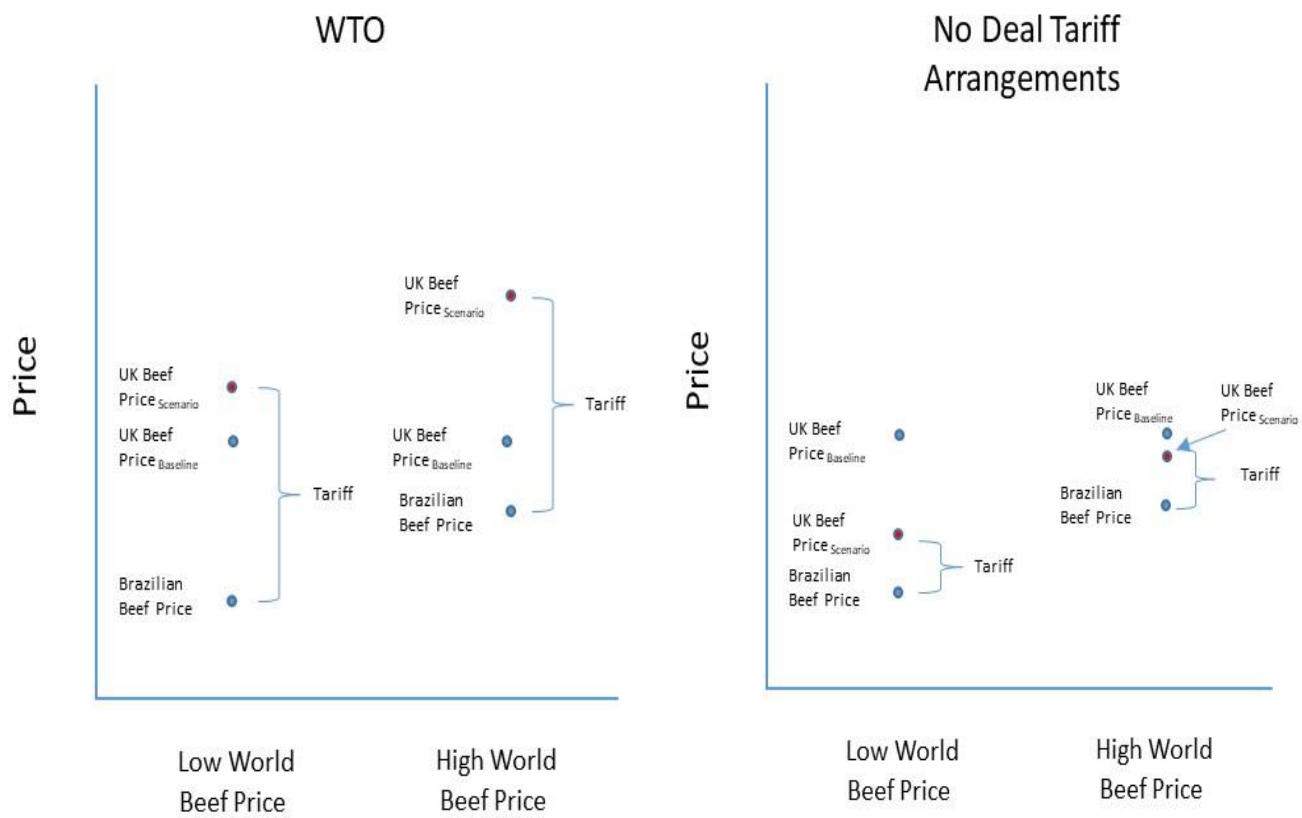 WTO
Price
UK Beef
Price Scenario
UK Beef
Price Scenario
Tariff
UK Beef
Price Baseline
UK Beef
Price Baseline
Tariff
Brazilian
Beef Price
Brazilian
Beef Price
Low World
Beef Price
High World
Beef Price
No Deal Tariff
Arrangements
Price
UK Beef
Price Baseline
UK Beef
Price Scenario
UK Beef
Price Baseline
Tariff
Brazilian
Beef Price
UK Beef
Price Scenario
Tariff
Brazilian
Beef Price
Low World
Beef Price
High World
Beef Price